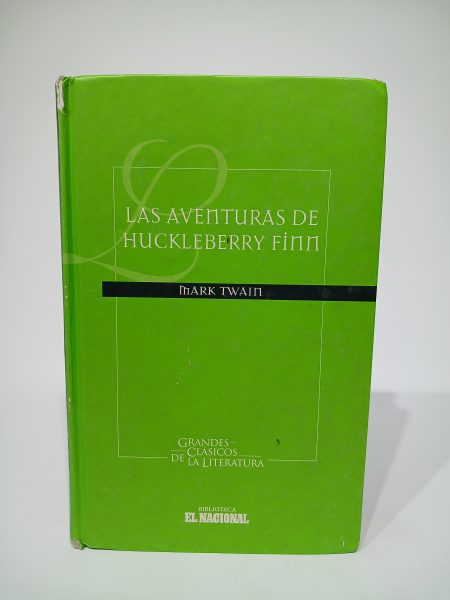 LAS AVENTURAS DE
HUCKLEBERRY FINN
MARK TWAIN
GRANDES
CLASICOS
DE LA LITERATURA
BIBLIOTECA
EL NACIONAL